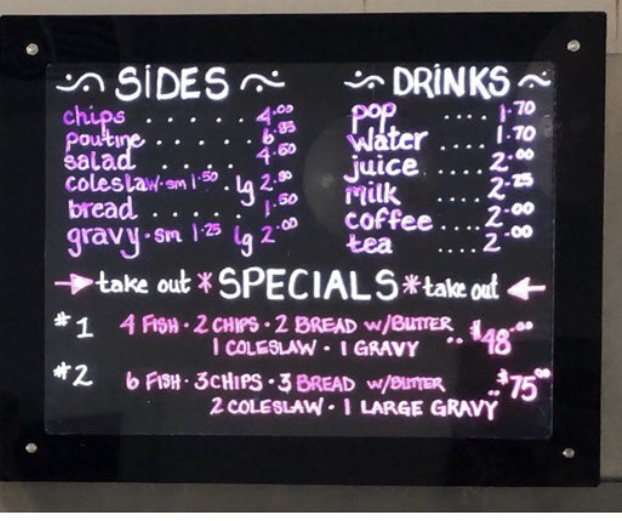 SIDES
chips ...... 4.00
poutine ..... 6.95
salad ..... 4.50
coleslaw . sm 1.50 . lg 2.80
bread ...... 1.50
gravy . sm 1.25 lg 2.00
DRINKS
pop .... 1.70
water .... 1.70
juice .... 2.00
milk .... 2.25
coffee .... 2.00
tea .... 2.00
take out * SPECIALS * take out
#1 4 FISH · 2 CHIPS · 2 BREAD w/BUTTER
1 COLESLAW · 1 GRAVY .. $48.00
#2 6 FISH · 3 CHIPS · 3 BREAD w/BUTTER .. $75.00
2 COLESLAW · 1 LARGE GRAVY